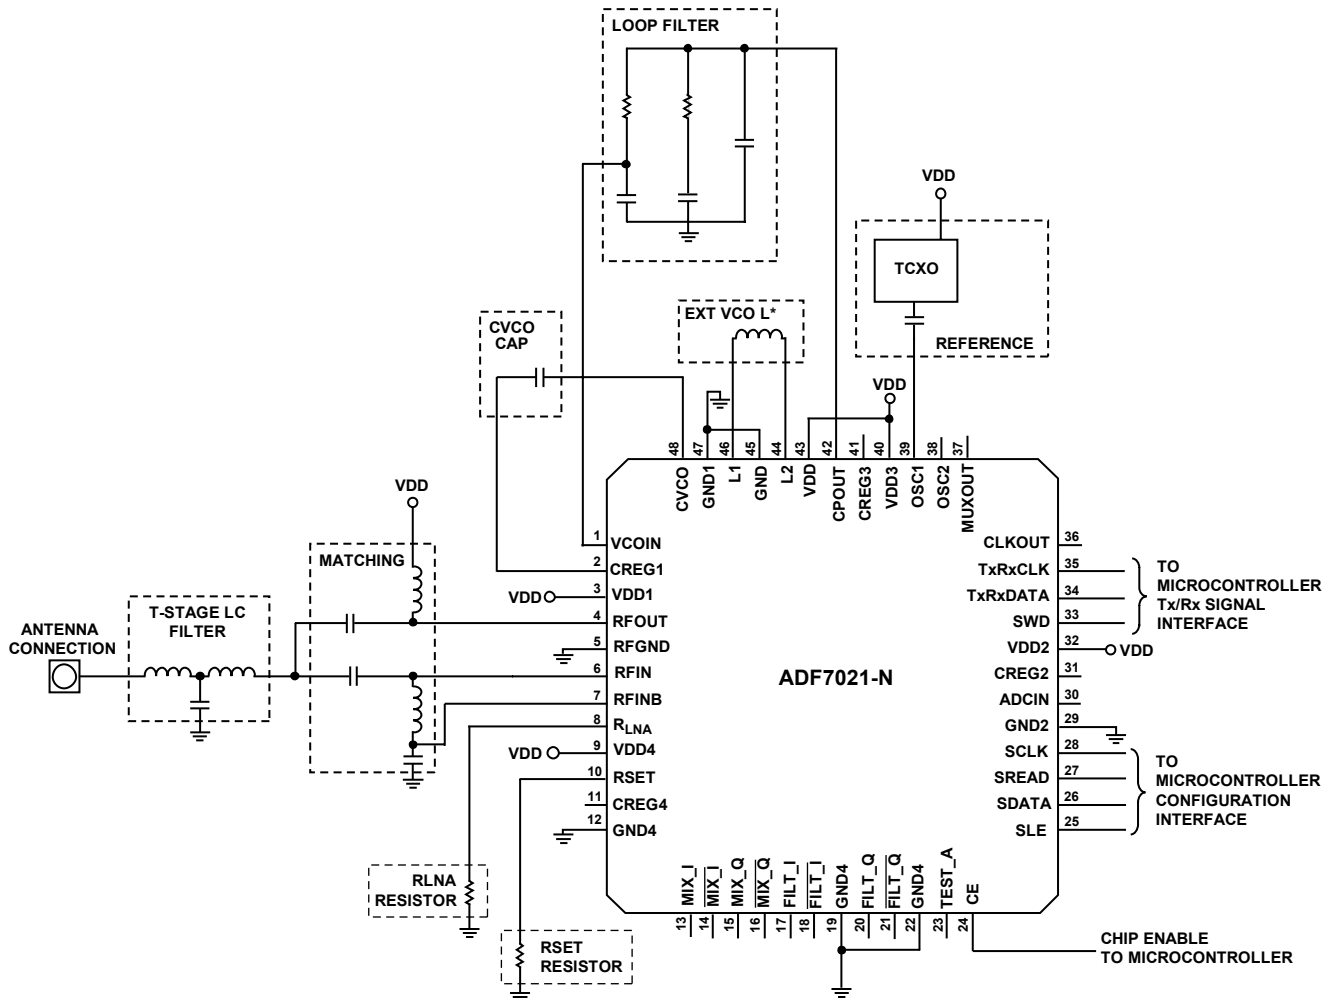 LOOP FILTER
VDD
TCXO
REFERENCE
EXT VCO L*
CVCO
CAP
VDD
48
47
46
45
44
43
42
41
40
39
38
37
CVCO
GND1
L1
GND
L2
VDD
CPOUT
CREG3
VDD3
OSC1
OSC2
MUXOUT
VDD
MATCHING
T-STAGE LC
FILTER
ANTENNA
CONNECTION
1 VCOIN
2 CREG1
VDD 3 VDD1
4 RFOUT
5 RFGND
6 RFIN
7 RFINB
8 RLNA
VDD 9 VDD4
10 RSET
11 CREG4
12 GND4
ADF7021-N
CLKOUT 36
TxRxCLK 35
TxRxDATA 34
SWD 33
VDD2 32 VDD
CREG2 31
ADCIN 30
GND2 29
SCLK 28
SREAD 27
SDATA 26
SLE 25
TO
MICROCONTROLLER
Tx/Rx SIGNAL
INTERFACE
TO
MICROCONTROLLER
CONFIGURATION
INTERFACE
MIX_I
MIX_I
MIX_Q
MIX_Q
FILT_I
FILT_I
GND4
FILT_Q
FILT_Q
GND4
TEST_A
CE
13
14
15
16
17
18
19
20
21
22
23
24
RLNA
RESISTOR
RSET
RESISTOR
CHIP ENABLE
TO MICROCONTROLLER